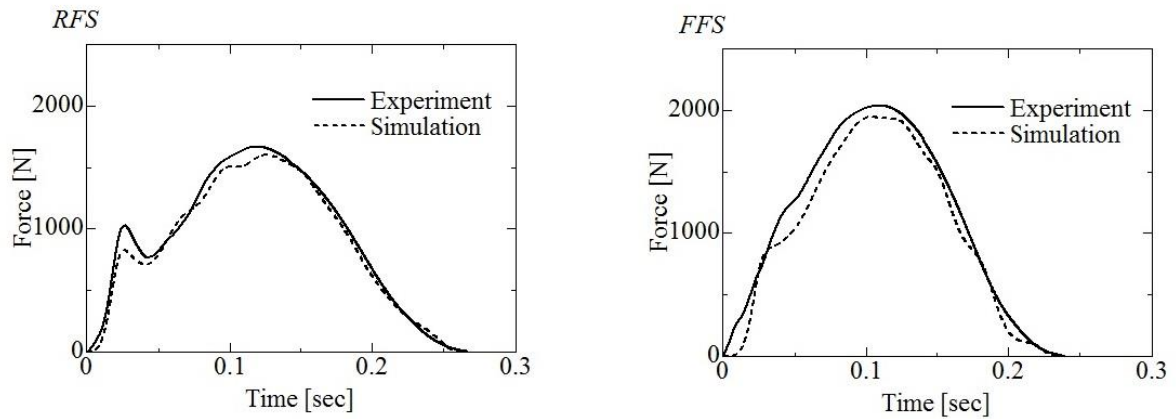 RFS
2000
1000
0
Force [N]
Experiment
Simulation
0 0.1 0.2 0.3
Time [sec]
FFS
2000
1000
0
Force [N]
Experiment
Simulation
0 0.1 0.2 0.3
Time [sec]